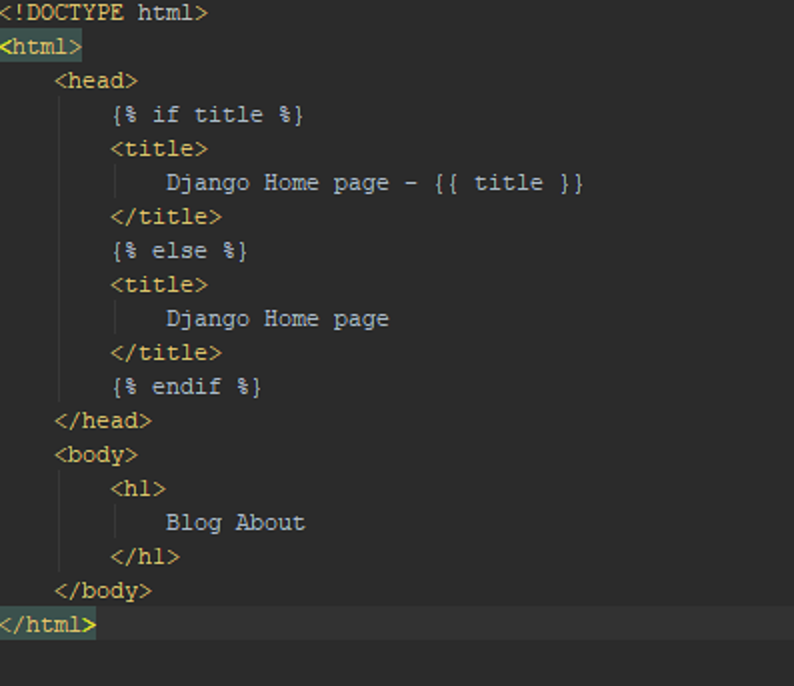 <!DOCTYPE html>
<html>
    <head>
        {% if title %}
        <title>
            Django Home page - {{ title }}
        </title>
        {% else %}
        <title>
            Django Home page
        </title>
        {% endif %}
    </head>
    <body>
        <h1>
            Blog About
        </h1>
    </body>
</html>